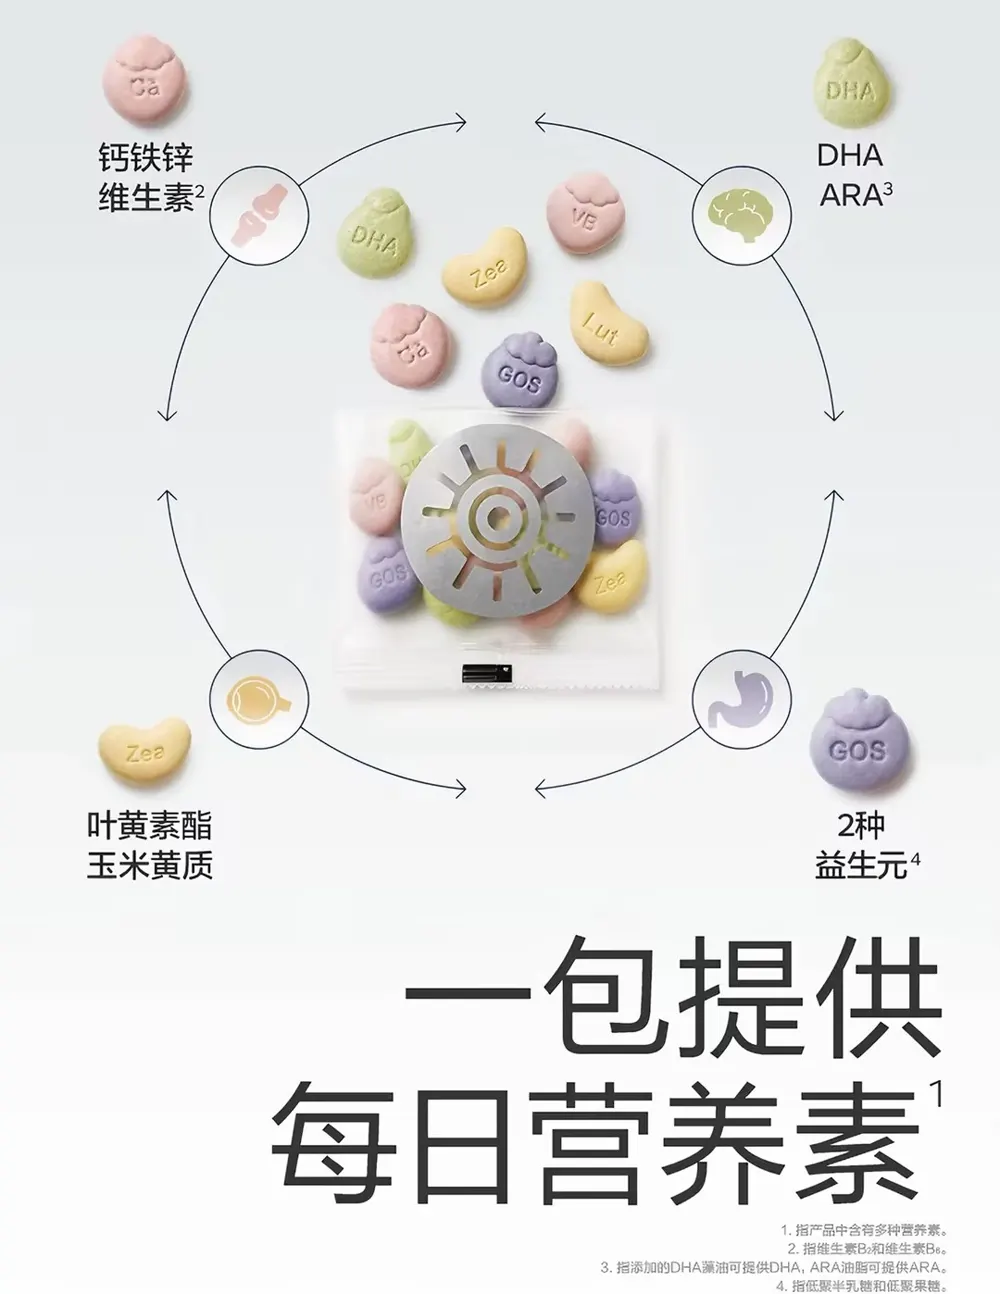 Ca
钙铁锌
维生素2
DHA
DHA
ARA3
DHA
VB
Zea
Lut
Ca
GOS
VB
GOS
GOS
Zea
Zea
叶黄素酯
玉米黄质
GOS
2种
益生元4
一包提供
每日营养素1
1. 指产品中含有多种营养素。
2. 指维生素B₂和维生素B₆。
3. 指添加的DHA藻油可提供DHA, ARA油脂可提供ARA。
4. 指低聚半乳糖和低聚果糖。